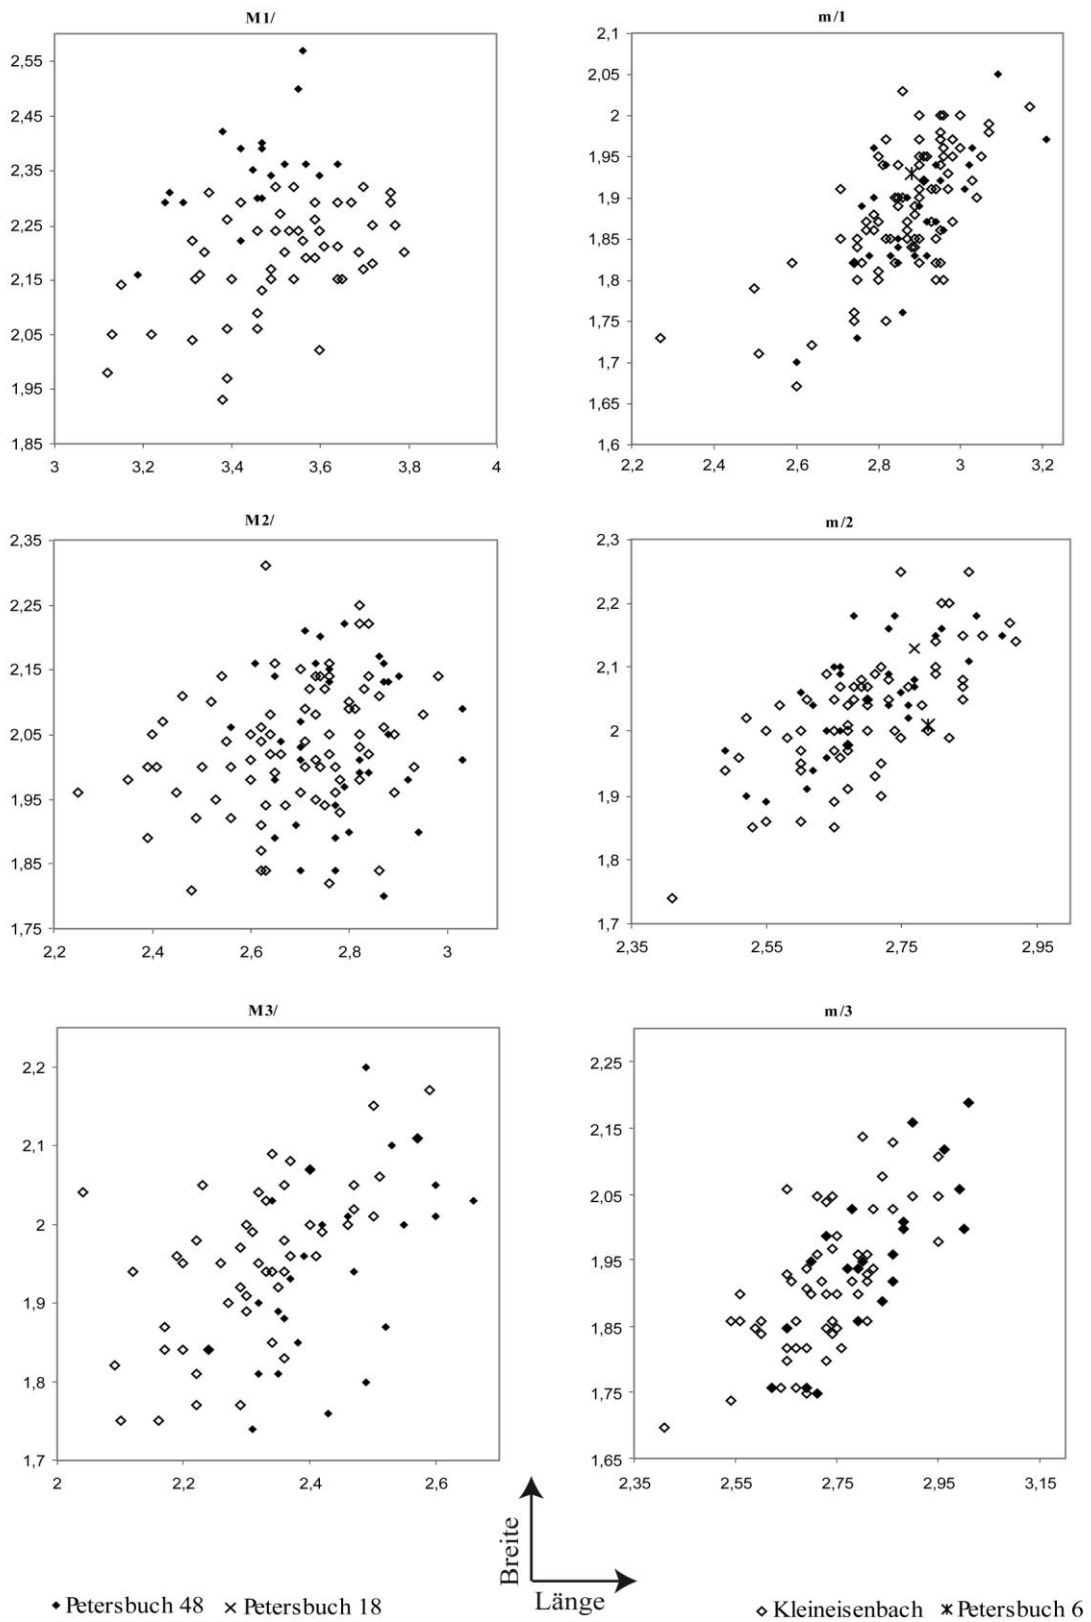 M1/
2,55
2,45
2,35
2,25
2,15
2,05
1,95
1,85
3 3,2 3,4 3,6 3,8 4
m/1
2,1
2,05
2
1,95
1,9
1,85
1,8
1,75
1,7
1,65
1,6
2,2 2,4 2,6 2,8 3 3,2
M2/
2,35
2,25
2,15
2,05
1,95
1,85
1,75
2,2 2,4 2,6 2,8 3
m/2
2,3
2,2
2,1
2
1,9
1,8
1,7
2,35 2,55 2,75 2,95
M3/
2,2
2,1
2
1,9
1,8
1,7
2 2,2 2,4 2,6
m/3
2,25
2,15
2,05
1,95
1,85
1,75
1,65
2,35 2,55 2,75 2,95 3,15
Breite
Länge
Petersbuch 48 Petersbuch 18
Kleineisenbach Petersbuch 6